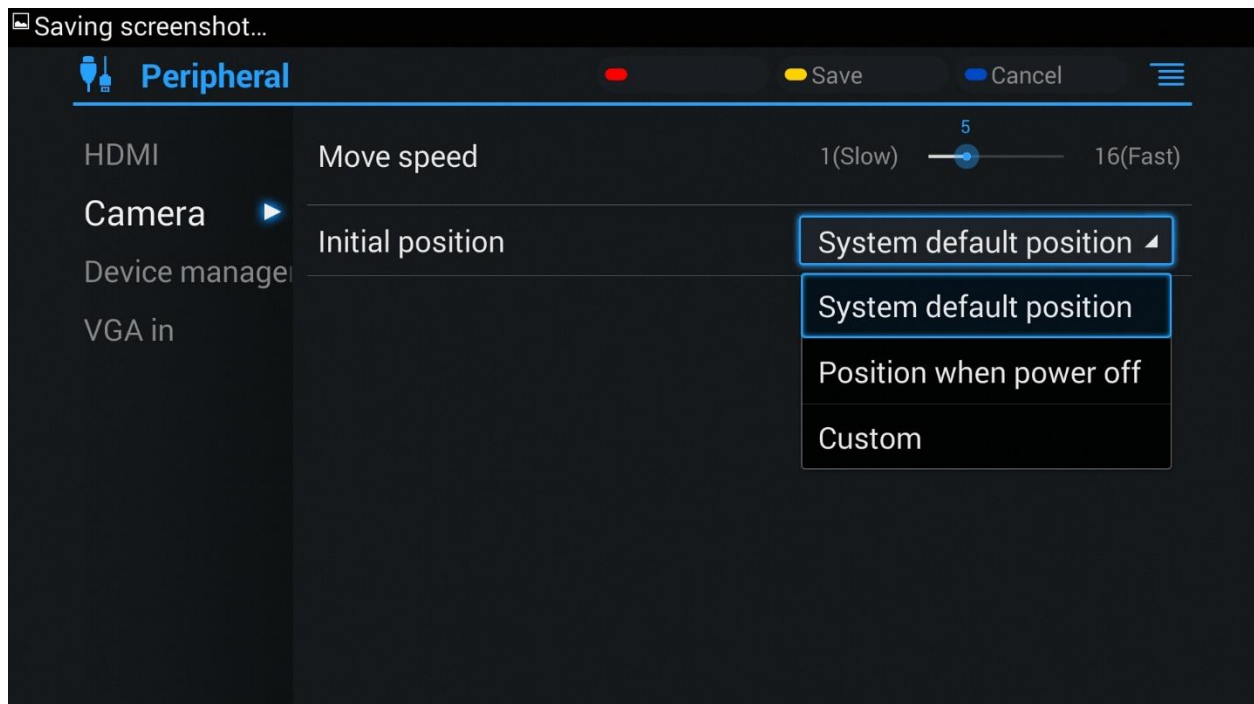 Saving screenshot...
Peripheral
Save
Cancel
HDMI
Camera
Device manager
VGA in
Move speed
5
1(Slow)
16(Fast)
Initial position
System default position
System default position
Position when power off
Custom